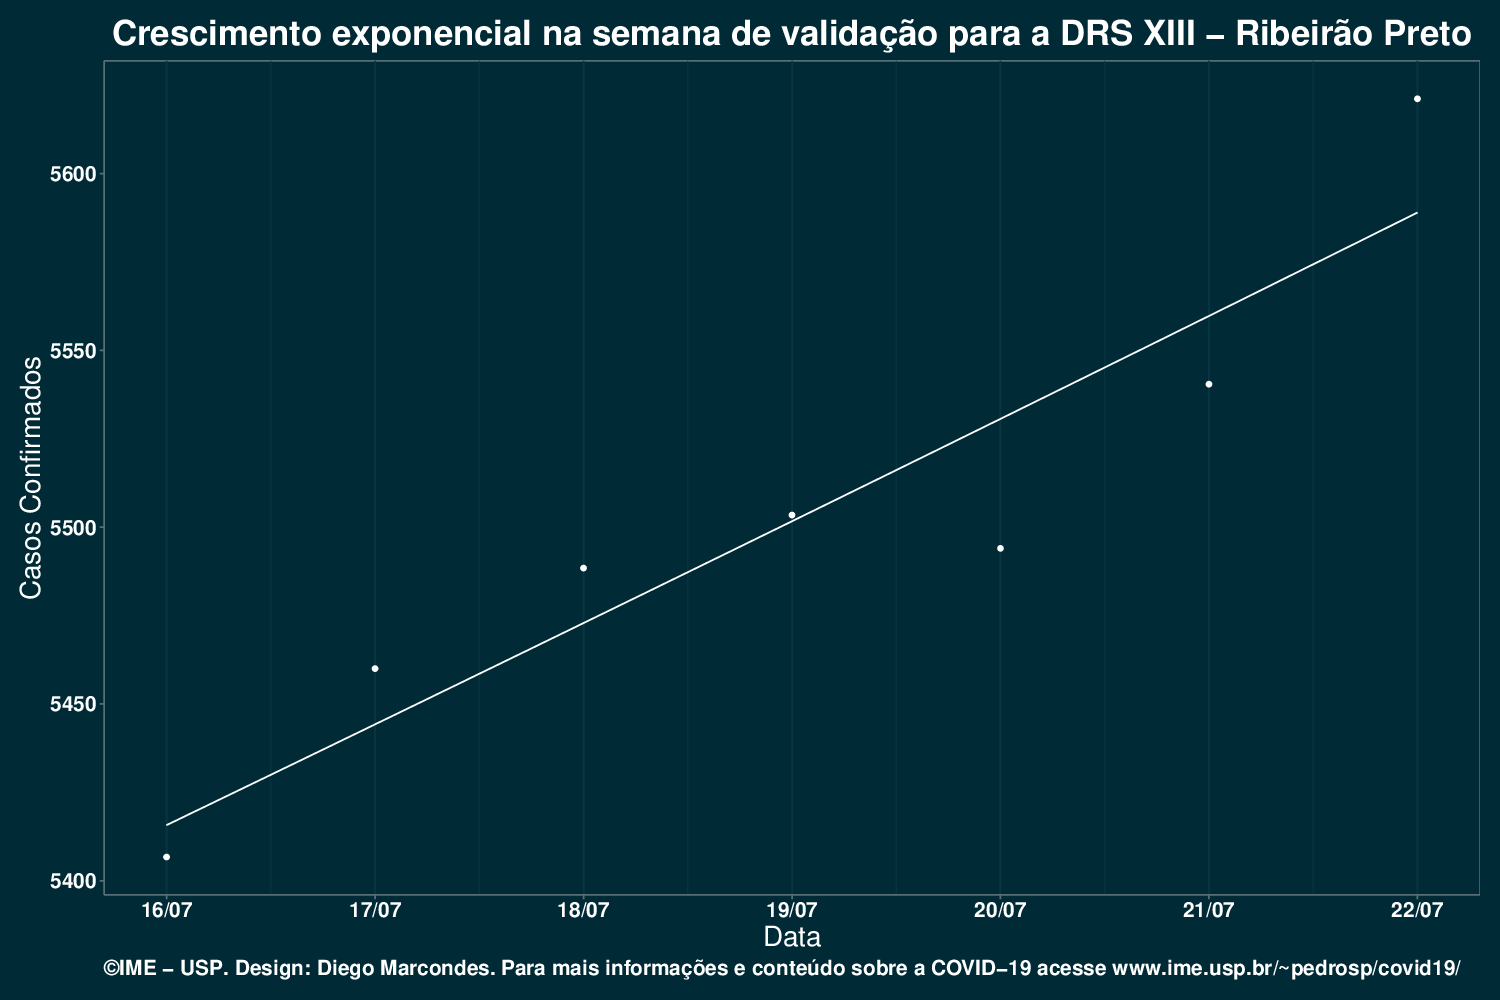 Crescimento exponencial na semana de validação para a DRS XIII – Ribeirão Preto
5600
5550
5500
5450
5400
Casos Confirmados
16/07 17/07 18/07 19/07 20/07 21/07 22/07
Data
©IME – USP. Design: Diego Marcondes. Para mais informações e conteúdo sobre a COVID–19 acesse www.ime.usp.br/~pedrosp/covid19/